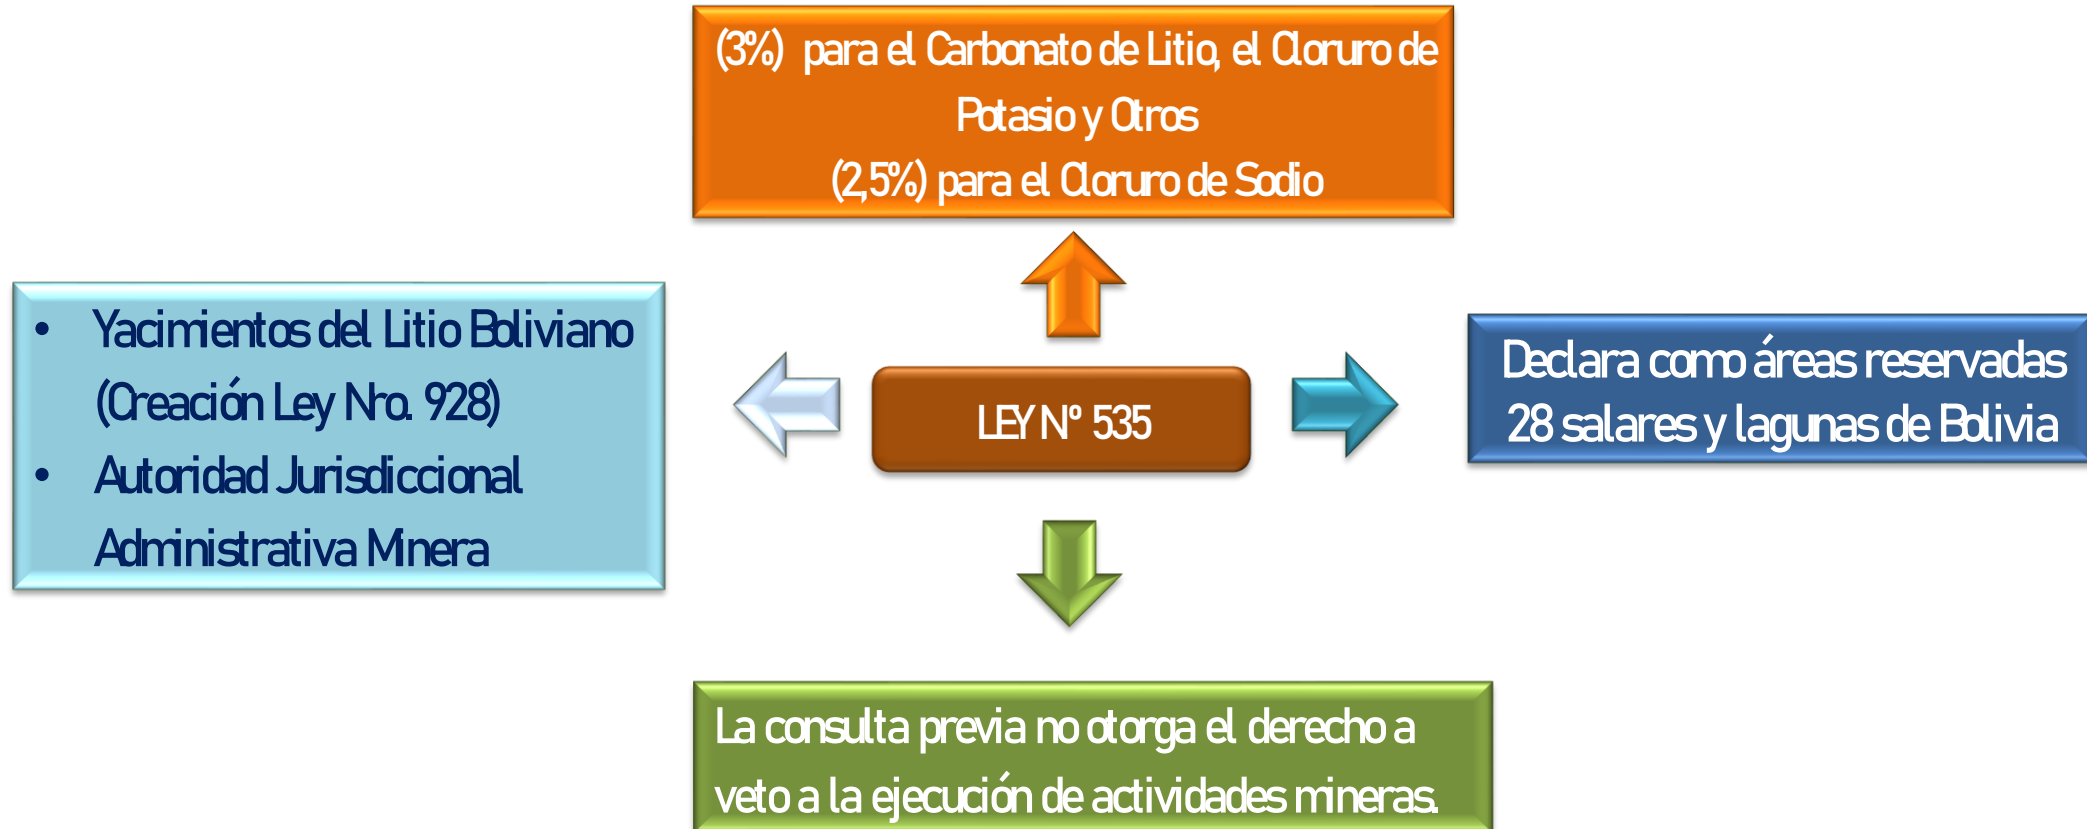 (3%) para el Carbonato de Litio, el Cloruro de
Potasio y Otros
(2,5%) para el Cloruro de Sodio
• Yacimientos del Litio Boliviano
(Creación Ley Nro. 928)
• Autoridad Jurisdiccional
Administrativa Minera
LEY N° 535
Declara como áreas reservadas
28 salares y lagunas de Bolivia
La consulta previa no otorga el derecho a
veto a la ejecución de actividades mineras.